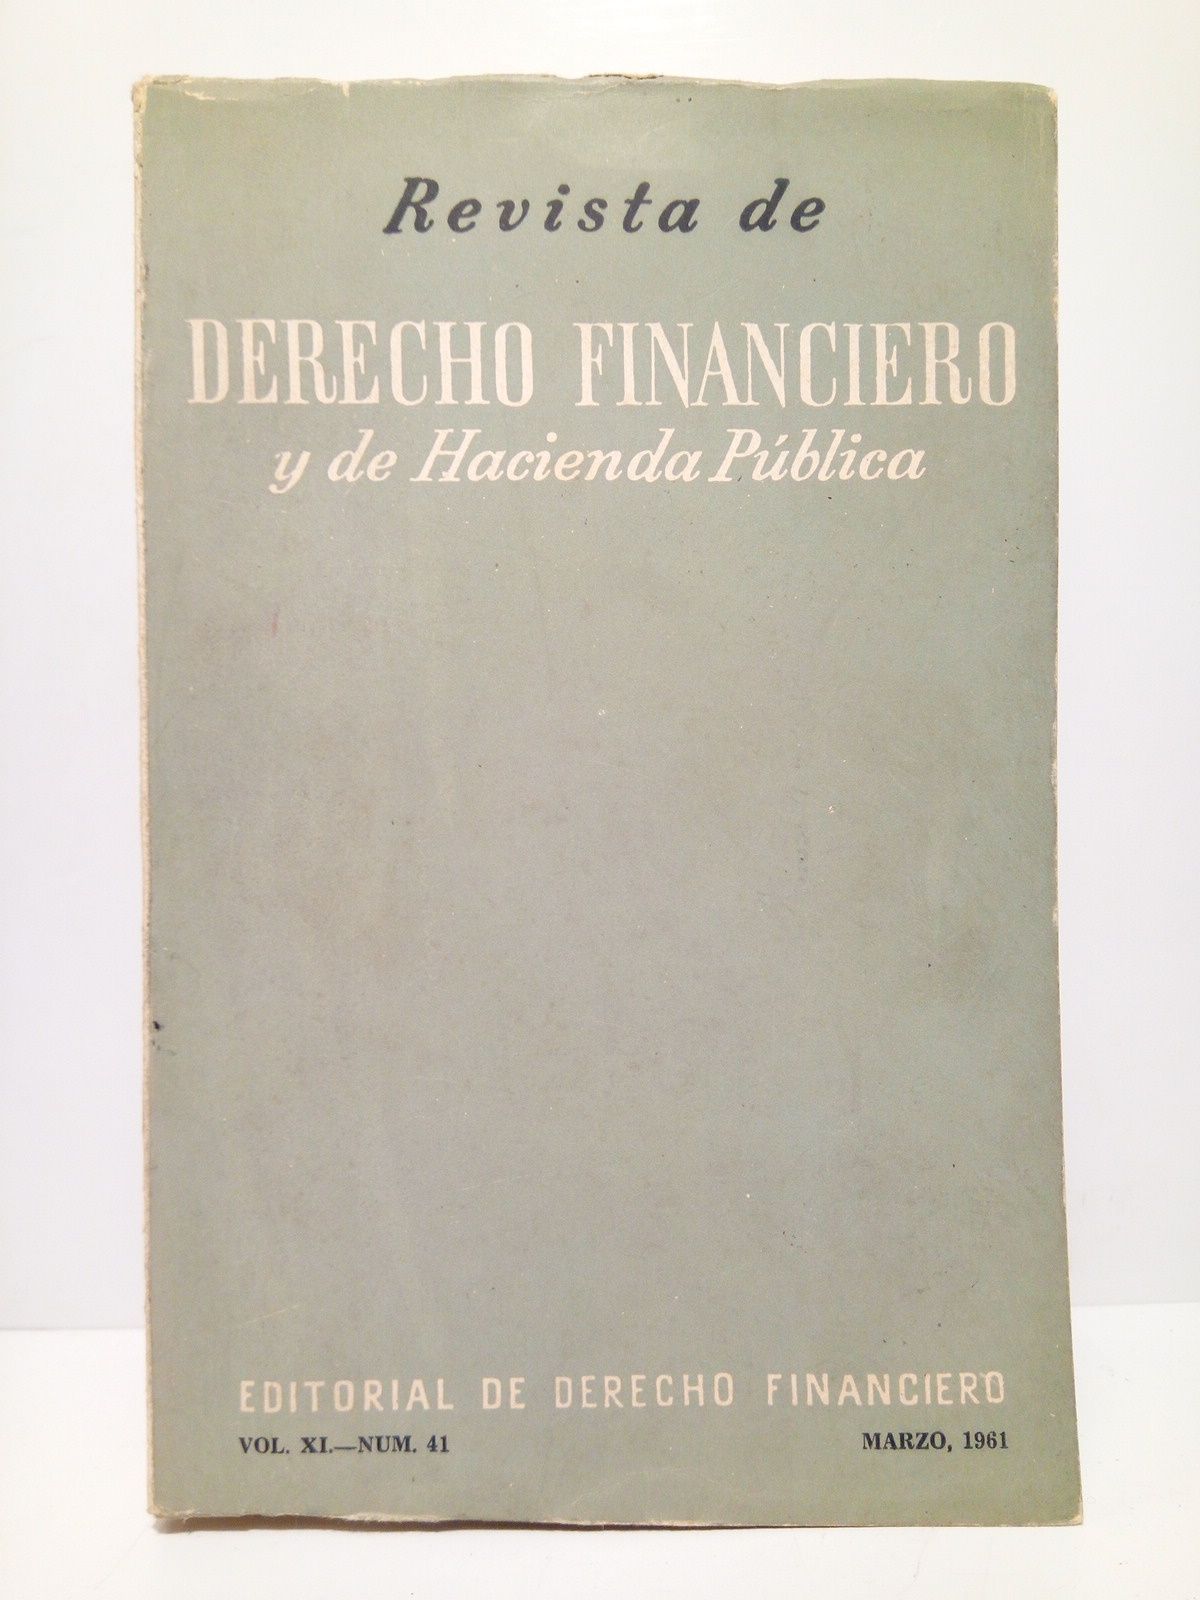 Revista de
DERECHO FINANCIERO
y de Hacienda Pública
EDITORIAL DE DERECHO FINANCIERO
VOL. XI.—NUM. 41
MARZO, 1961